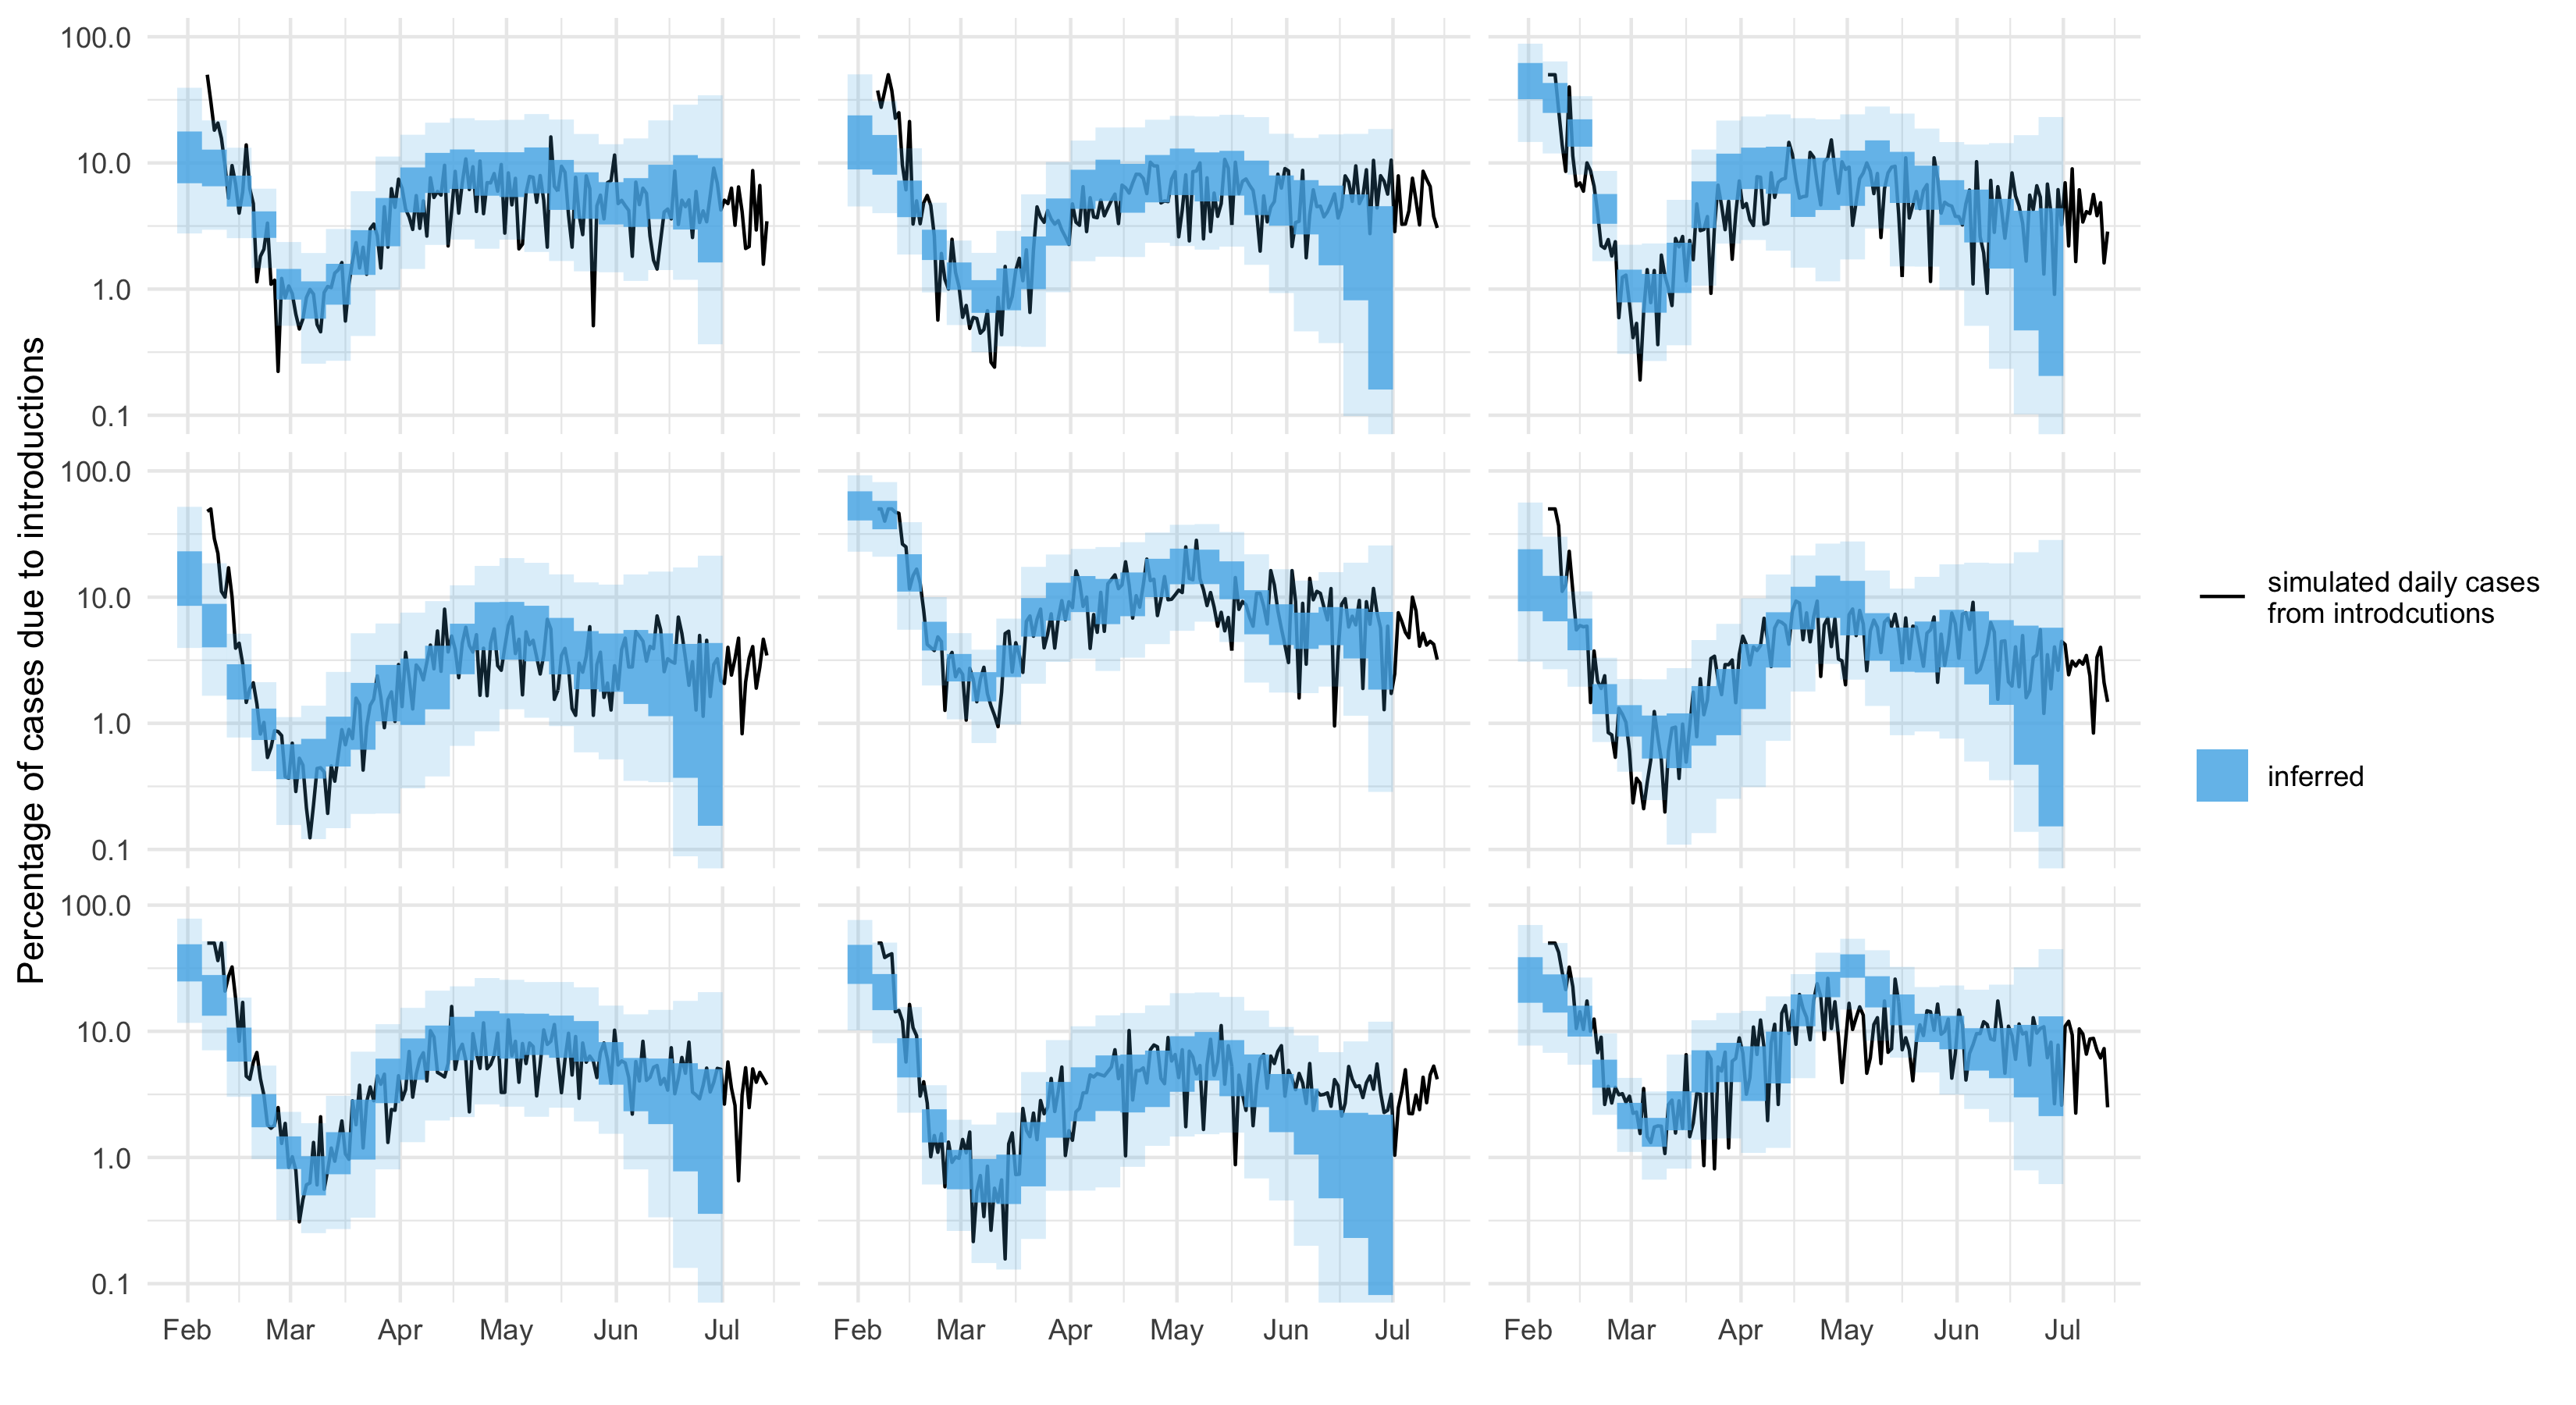 Percentage of cases due to introductions
100.0
10.0
1.0
0.1
100.0
10.0
1.0
0.1
100.0
10.0
1.0
0.1
Feb Mar Apr May Jun Jul
Feb Mar Apr May Jun Jul
Feb Mar Apr May Jun Jul
simulated daily cases
from introdcutions
inferred